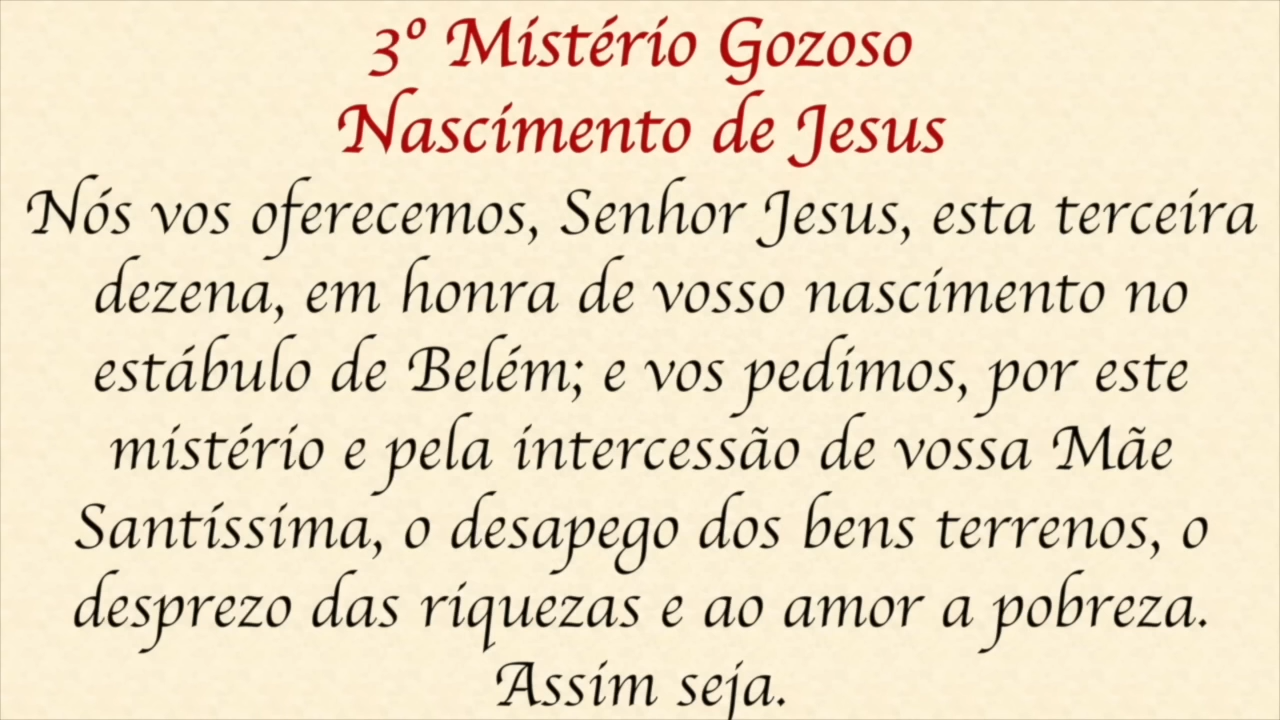 3º Mistério Gozoso
Nascimento de Jesus
Nós vos oferecemos, Senhor Jesus, esta terceira
dezena, em honra de vosso nascimento no
estábulo de Belém; e vos pedimos, por este
mistério e pela intercessão de vossa Mãe
Santíssima, o desapego dos bens terrenos, o
desprezo das riquezas e ao amor a pobreza.
Assim seja.